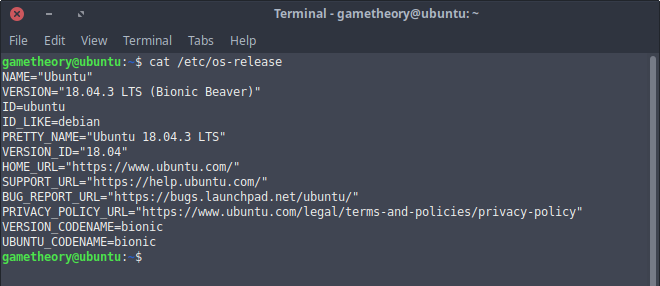 Terminal - gametheory@ubuntu: ~
File Edit View Terminal Tabs Help
gametheory@ubuntu:~$ cat /etc/os-release
NAME="Ubuntu"
VERSION="18.04.3 LTS (Bionic Beaver)"
ID=ubuntu
ID_LIKE=debian
PRETTY_NAME="Ubuntu 18.04.3 LTS"
VERSION_ID="18.04"
HOME_URL="https://www.ubuntu.com/"
SUPPORT_URL="https://help.ubuntu.com/"
BUG_REPORT_URL="https://bugs.launchpad.net/ubuntu/"
PRIVACY_POLICY_URL="https://www.ubuntu.com/legal/terms-and-policies/privacy-policy"
VERSION_CODENAME=bionic
UBUNTU_CODENAME=bionic
gametheory@ubuntu:~$